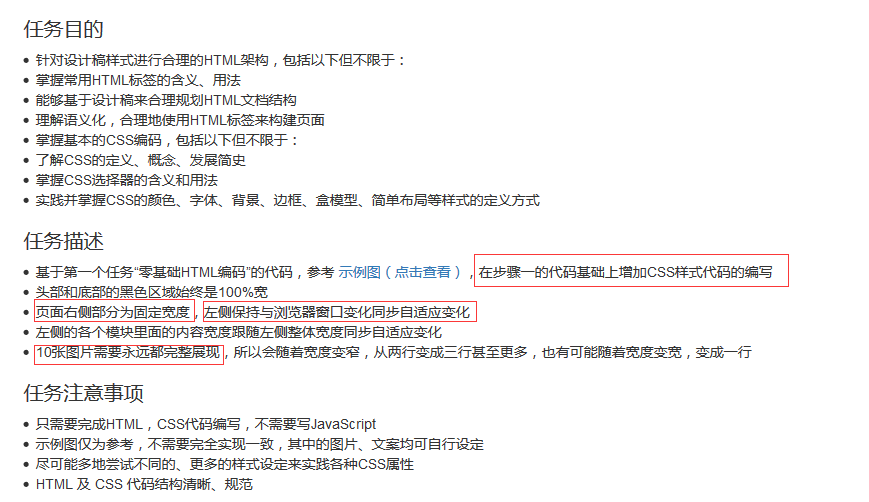 任务目的
针对设计稿样式进行合理的HTML架构，包括以下但不限于：
掌握常用HTML标签的含义、用法
能够基于设计稿来合理规划HTML文档结构
理解语义化，合理地使用HTML标签来构建页面
掌握基本的CSS编码，包括以下但不限于：
了解CSS的定义、概念、发展简史
掌握CSS选择器的含义和用法
实践并掌握CSS的颜色、字体、背景、边框、盒模型、简单布局等样式的定义方式
任务描述
基于第一个任务“零基础HTML编码”的代码，参考 示例图（点击查看），在步骤一的代码基础上增加CSS样式代码的编写
头部和底部的黑色区域始终是100%宽
页面右侧部分为固定宽度，左侧保持与浏览器窗口变化同步自适应变化
左侧的各个模块里面的内容宽度跟随左侧整体宽度同步自适应变化
10张图片需要永远都完整展现，所以会随着宽度变窄，从两行变成三行甚至更多，也有可能随着宽度变宽，变成一行
任务注意事项
只需要完成HTML，CSS代码编写，不需要写JavaScript
示例图仅为参考，不需要完全实现一致，其中的图片、文案均可自行设定
尽可能多地尝试不同的、更多的样式设定来实践各种CSS属性
HTML 及 CSS 代码结构清晰、规范